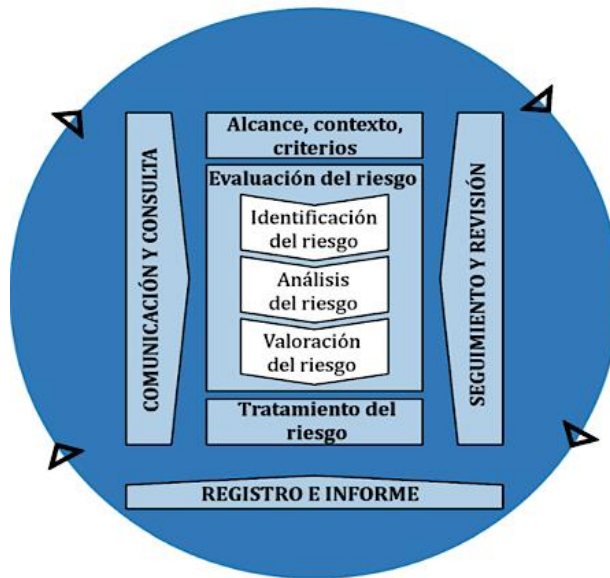 Alcance, contexto,
criterios
Evaluación del riesgo
Identificación
del riesgo
Análisis
del riesgo
Valoración
del riesgo
Tratamiento del
riesgo
COMUNICACIÓN Y CONSULTA
SEGUIMIENTO Y REVISIÓN
REGISTRO E INFORME